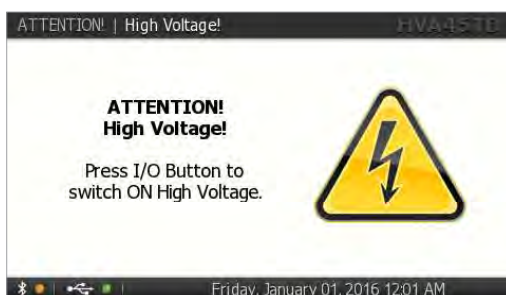 ATTENTION! | High Voltage! HVA45TD
ATTENTION!
High Voltage!
Press I/O Button to
switch ON High Voltage.
Friday, January 01, 2016 12:01 AM